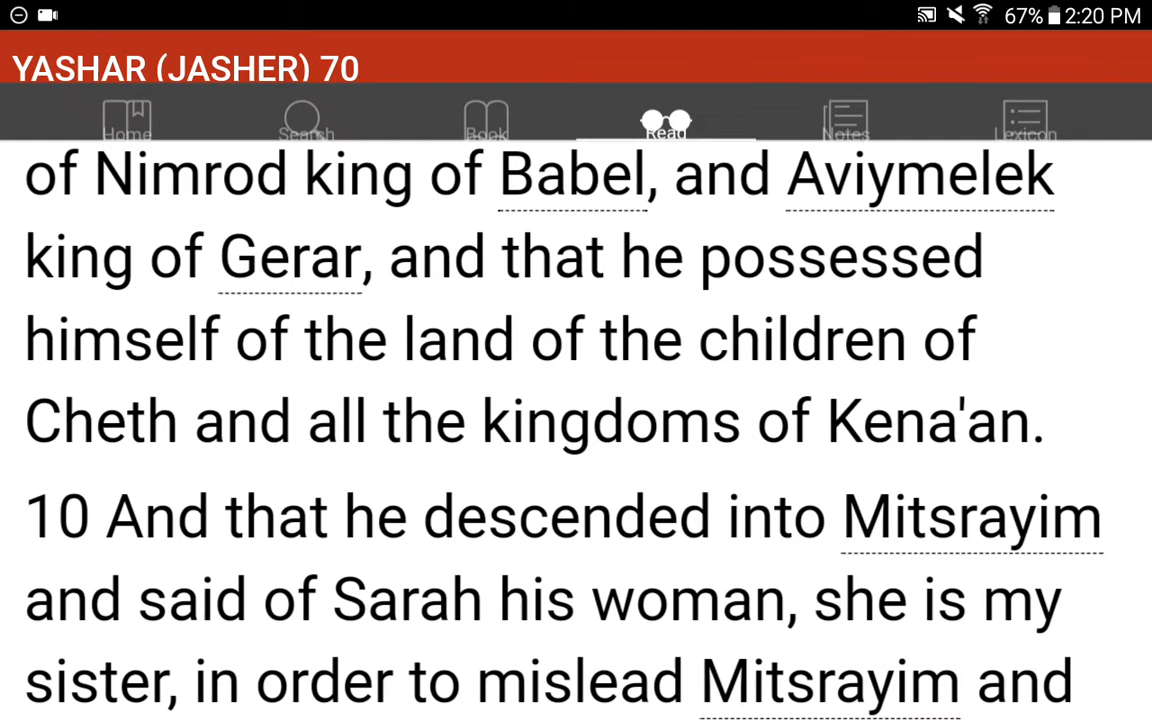 67% 2:20 PM
YASHAR (JASHER) 70
Home Search Book Read Notes Lexicon
of Nimrod king of Babel, and Aviymelek
king of Gerar, and that he possessed
himself of the land of the children of
Cheth and all the kingdoms of Kena'an.
10 And that he descended into Mitsrayim
and said of Sarah his woman, she is my
sister, in order to mislead Mitsrayim and